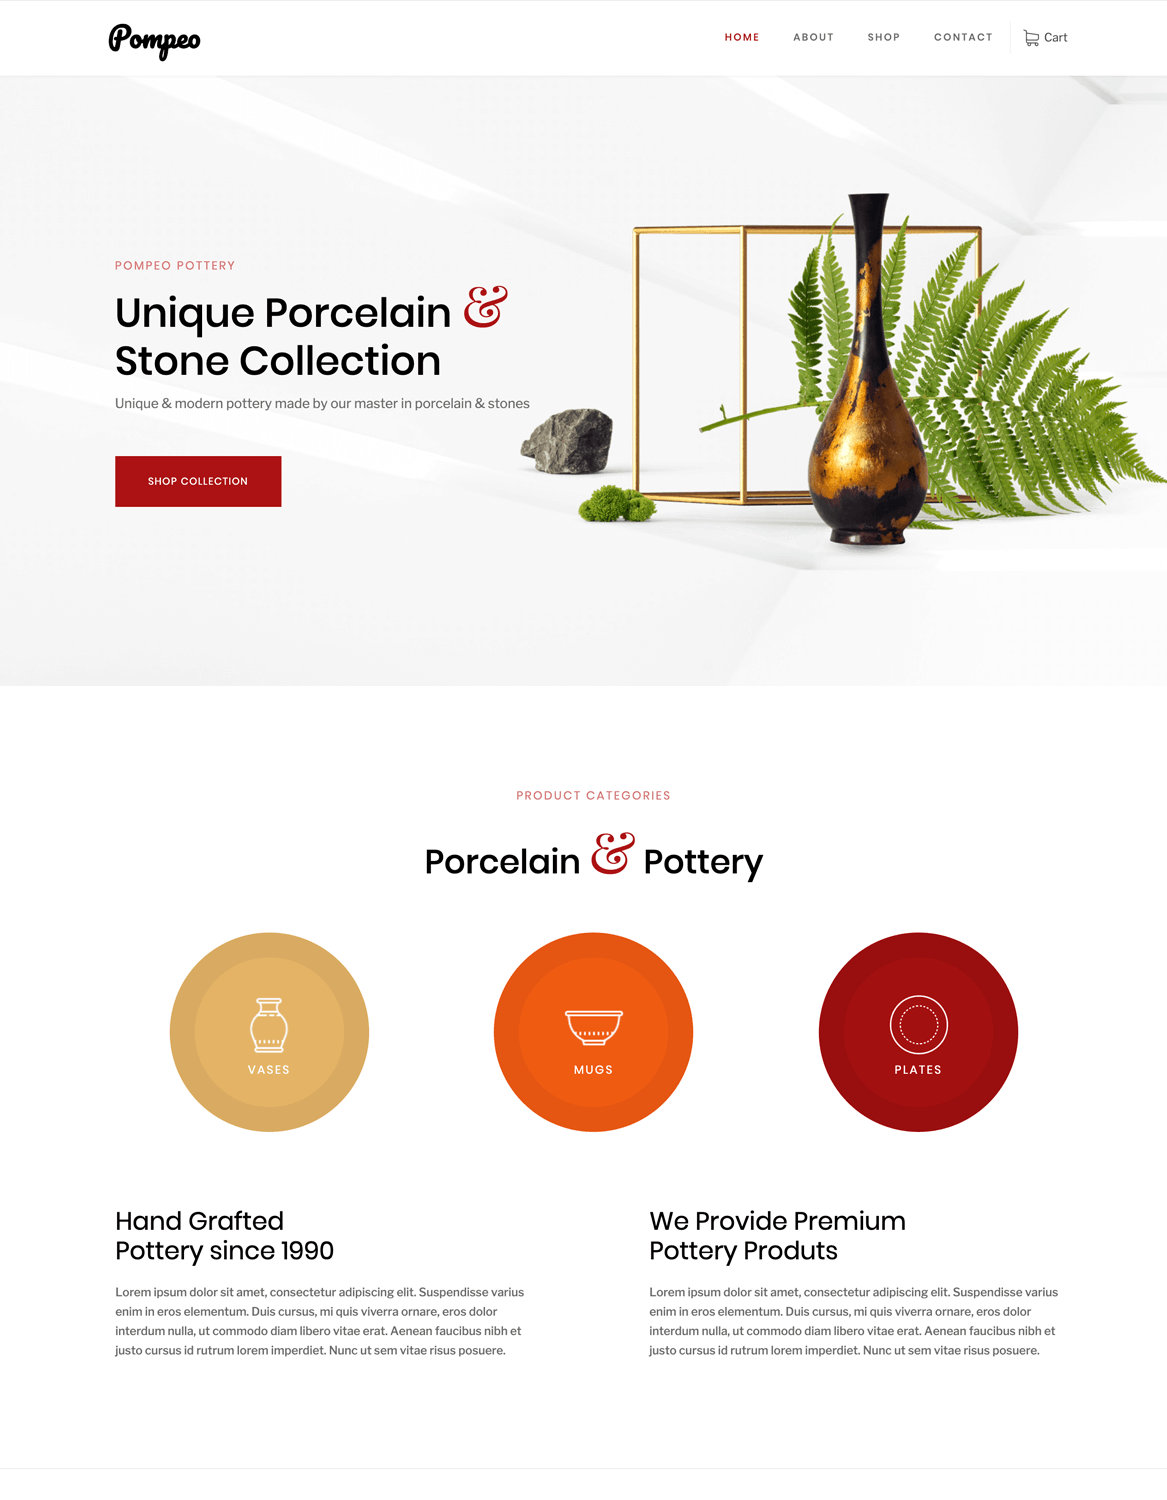 Pompeo
HOME ABOUT SHOP CONTACT Cart
POMPEO POTTERY
Unique Porcelain &
Stone Collection
Unique & modern pottery made by our master in porcelain & stones
SHOP COLLECTION
PRODUCT CATEGORIES
Porcelain & Pottery
VASES
MUGS
PLATES
Hand Grafted
Pottery since 1990
Lorem ipsum dolor sit amet, consectetur adipiscing elit. Suspendisse varius
enim in eros elementum. Duis cursus, mi quis viverra ornare, eros dolor
interdum nulla, ut commodo diam libero vitae erat. Aenean faucibus nibh et
justo cursus id rutrum lorem imperdiet. Nunc ut sem vitae risus posuere.
We Provide Premium
Pottery Produts
Lorem ipsum dolor sit amet, consectetur adipiscing elit. Suspendisse varius
enim in eros elementum. Duis cursus, mi quis viverra ornare, eros dolor
interdum nulla, ut commodo diam libero vitae erat. Aenean faucibus nibh et
justo cursus id rutrum lorem imperdiet. Nunc ut sem vitae risus posuere.